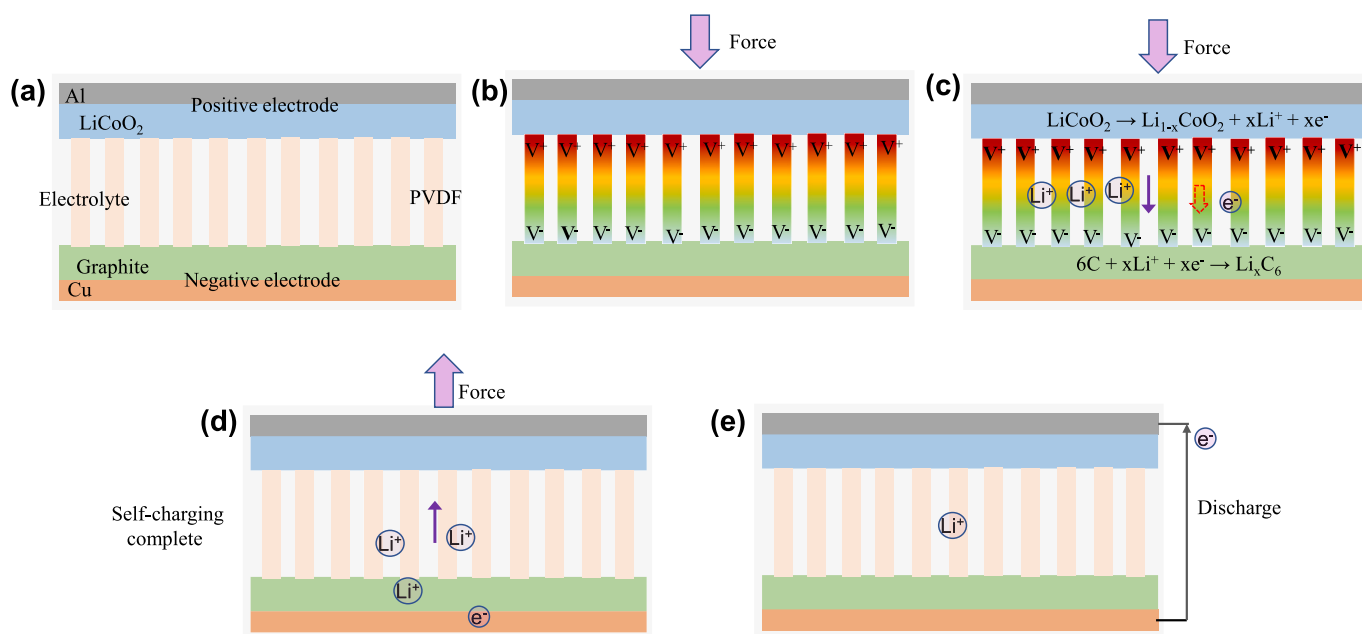 (a)
Al
Positive electrode
LiCoO₂
Electrolyte
PVDF
Graphite
Negative electrode
Cu
Force
(b)
V⁺ V⁺ V⁺ V⁺ V⁺ V⁺ V⁺ V⁺ V⁺ V⁺ V⁺
V⁻ V⁻ V⁻ V⁻ V⁻ V⁻ V⁻ V⁻ V⁻ V⁻ V⁻
Force
(c)
LiCoO₂ → Li₁₋ₓCoO₂ + xLi⁺ + xe⁻
V⁺ V⁺ V⁺ V⁺ V⁺ V⁺ V⁺ V⁺ V⁺ V⁺ V⁺
Li⁺ Li⁺ Li⁺ e⁻
V⁻ V⁻ V⁻ V⁻ V⁻ V⁻ V⁻ V⁻ V⁻ V⁻ V⁻
6C + xLi⁺ + xe⁻ → LiₓC₆
Force
(d)
Self-charging
complete
Li⁺ Li⁺
Li⁺
e⁻
(e)
e⁻
Li⁺
Discharge